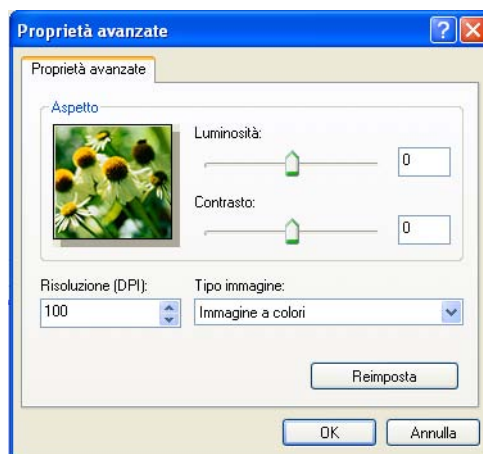 Proprietà avanzate
Proprietà avanzate
Aspetto
Luminosità:
0
Contrasto:
0
Risoluzione (DPI):
Tipo immagine:
100
Immagine a colori
Reimposta
OK
Annulla